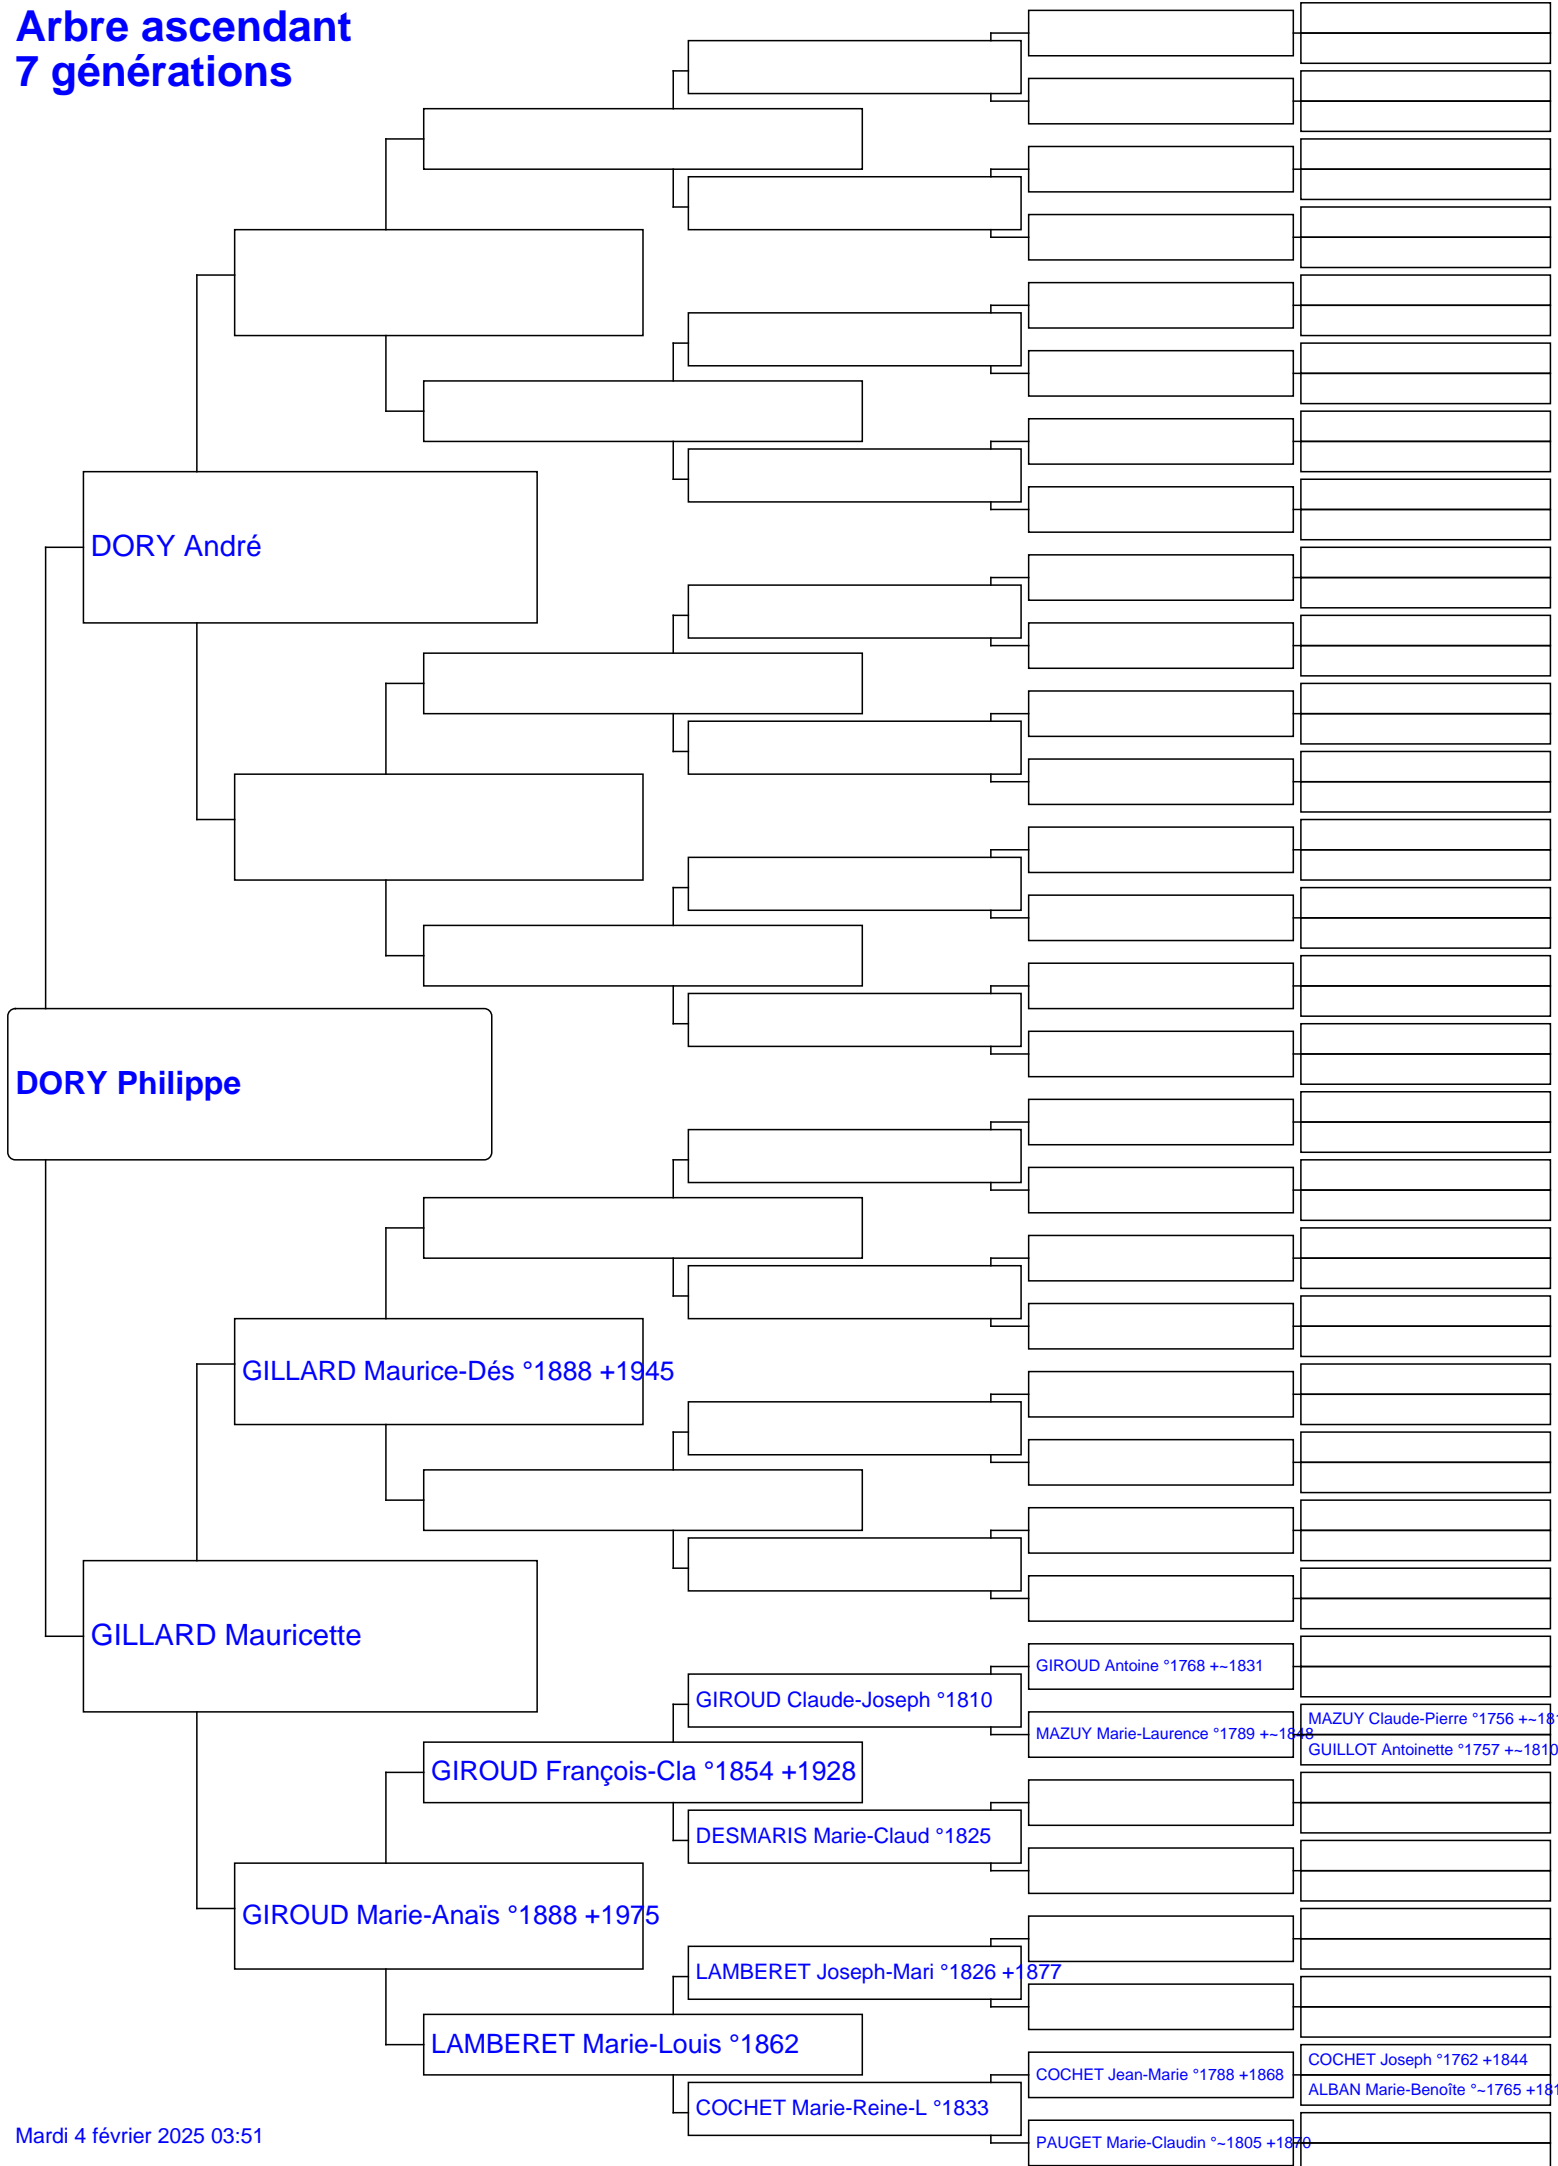 Arbre ascendant
7 générations
DORY André
DORY Philippe
GILLARD Maurice-Dés °1888 +1945
GILLARD Mauricette
GIROUD Antoine °1768 +~1831
GIROUD Claude-Joseph °1810
MAZUY Claude-Pierre °1756 +~181
MAZUY Marie-Laurence °1789 +~1848
GUILLOT Antoinette °1757 +~1810
GIROUD François-Cla °1854 +1928
DESMARIS Marie-Claud °1825
GIROUD Marie-Anaïs °1888 +1975
LAMBERET Joseph-Mari °1826 +1877
LAMBERET Marie-Louis °1862
COCHET Joseph °1762 +1844
COCHET Jean-Marie °1788 +1868
ALBAN Marie-Benoîte °~1765 +181
COCHET Marie-Reine-L °1833
PAUGET Marie-Claudin °~1805 +1870
Mardi 4 février 2025 03:51